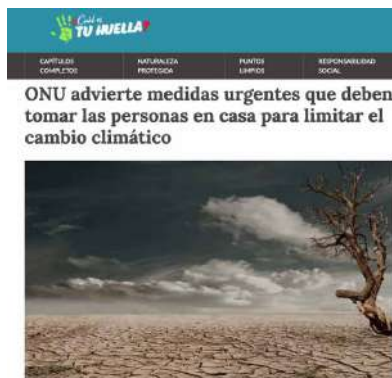 ¿Cuál es
TU HUELLA?
CAPÍTULOS
COMPLETOS
NATURALEZA
PROTEGIDA
PUNTOS
LIMPIOS
RESPONSABILIDAD
SOCIAL
ONU advierte medidas urgentes que deben
tomar las personas en casa para limitar el
cambio climático